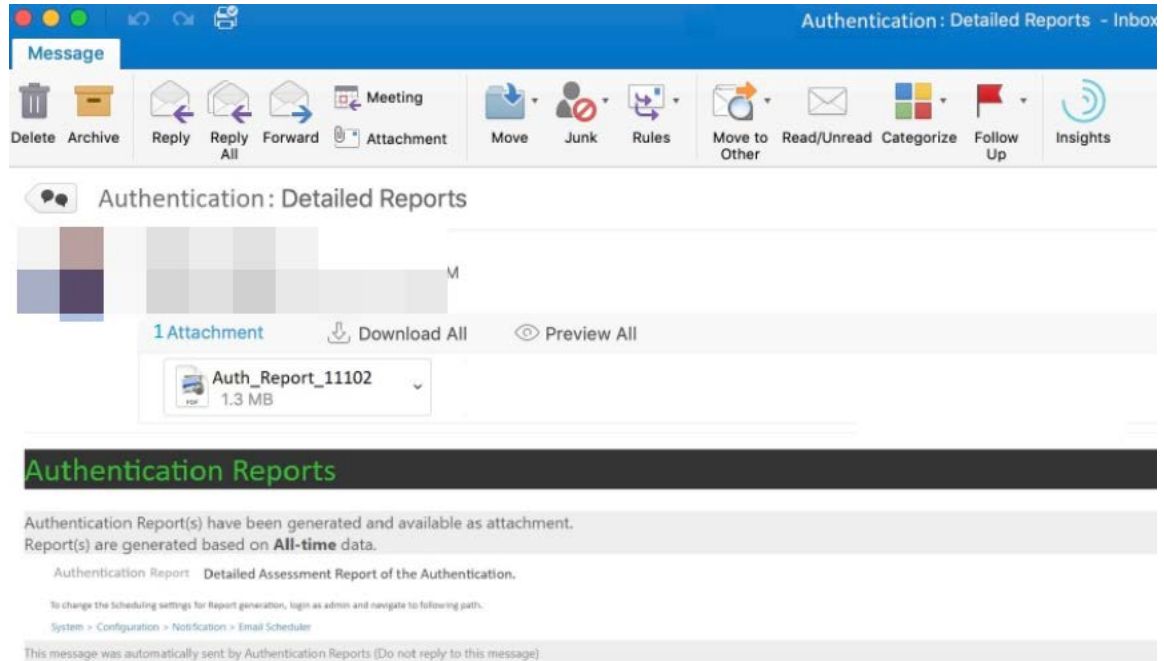 Authentication : Detailed Reports - Inbox
Message
Delete Archive Reply Reply All Forward Meeting Attachment Move Junk Rules Move to Other Read/Unread Categorize Follow Up Insights
Authentication : Detailed Reports
M
1 Attachment Download All Preview All
PDF
Auth_Report_11102
1.3 MB
Authentication Reports
Authentication Report(s) have been generated and available as attachment.
Report(s) are generated based on All-time data.
Authentication Report Detailed Assessment Report of the Authentication.
To change the Scheduling settings for Report generation, login as admin and navigate to following path.
System > Configuration > Notification > Email Scheduler
This message was automatically sent by Authentication Reports (Do not reply to this message)